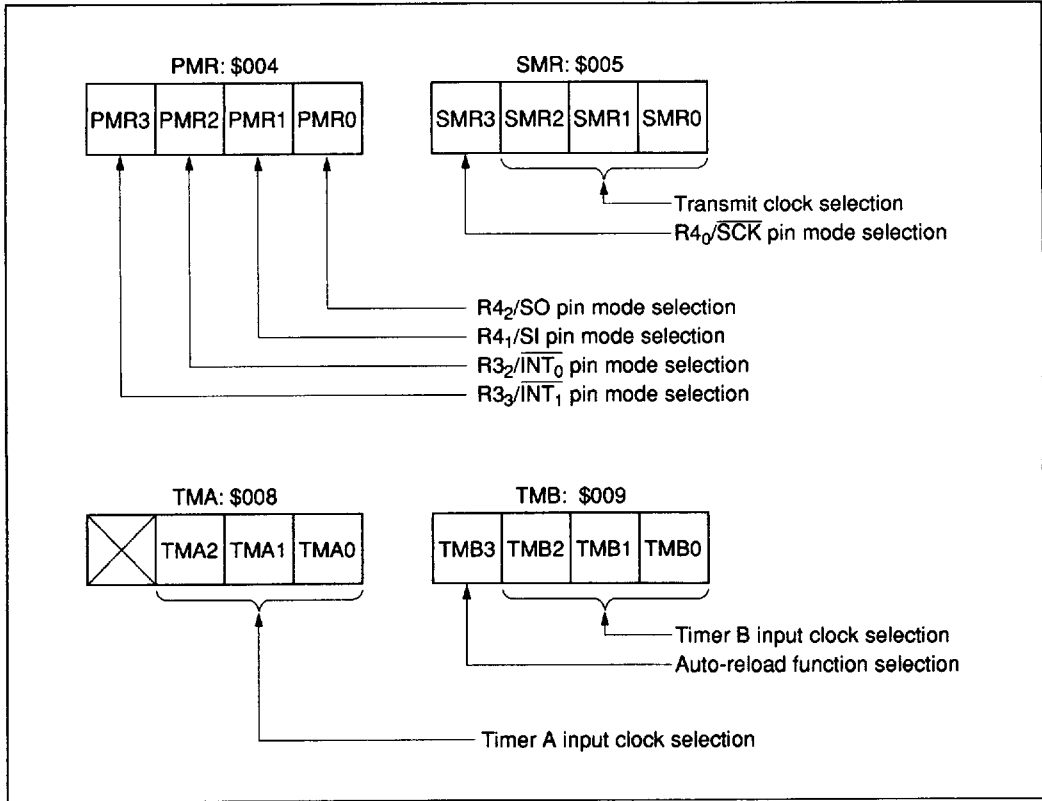 PMR: $004
PMR3 PMR2 PMR1 PMR0
SMR: $005
SMR3 SMR2 SMR1 SMR0
Transmit clock selection
R4₀/S̅C̅K̅ pin mode selection
R4₂/SO pin mode selection
R4₁/SI pin mode selection
R3₂/I̅N̅T̅₀̅ pin mode selection
R3₃/I̅N̅T̅₁̅ pin mode selection
TMA: $008
TMA2 TMA1 TMA0
TMB: $009
TMB3 TMB2 TMB1 TMB0
Timer B input clock selection
Auto-reload function selection
Timer A input clock selection